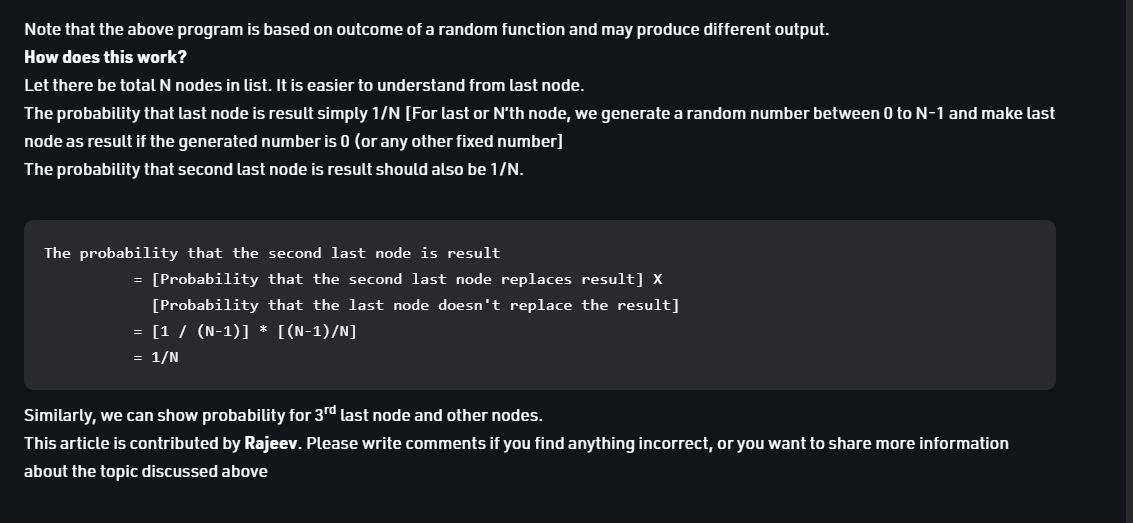 Note that the above program is based on outcome of a random function and may produce different output.
How does this work?
Let there be total N nodes in list. It is easier to understand from last node.
The probability that last node is result simply 1/N [For last or N'th node, we generate a random number between 0 to N-1 and make last
node as result if the generated number is 0 (or any other fixed number]
The probability that second last node is result should also be 1/N.
The probability that the second last node is result
= [Probability that the second last node replaces result] X
[Probability that the last node doesn't replace the result]
= [1 / (N-1)] * [(N-1)/N]
= 1/N
Similarly, we can show probability for 3rd last node and other nodes.
This article is contributed by Rajeev. Please write comments if you find anything incorrect, or you want to share more information
about the topic discussed above